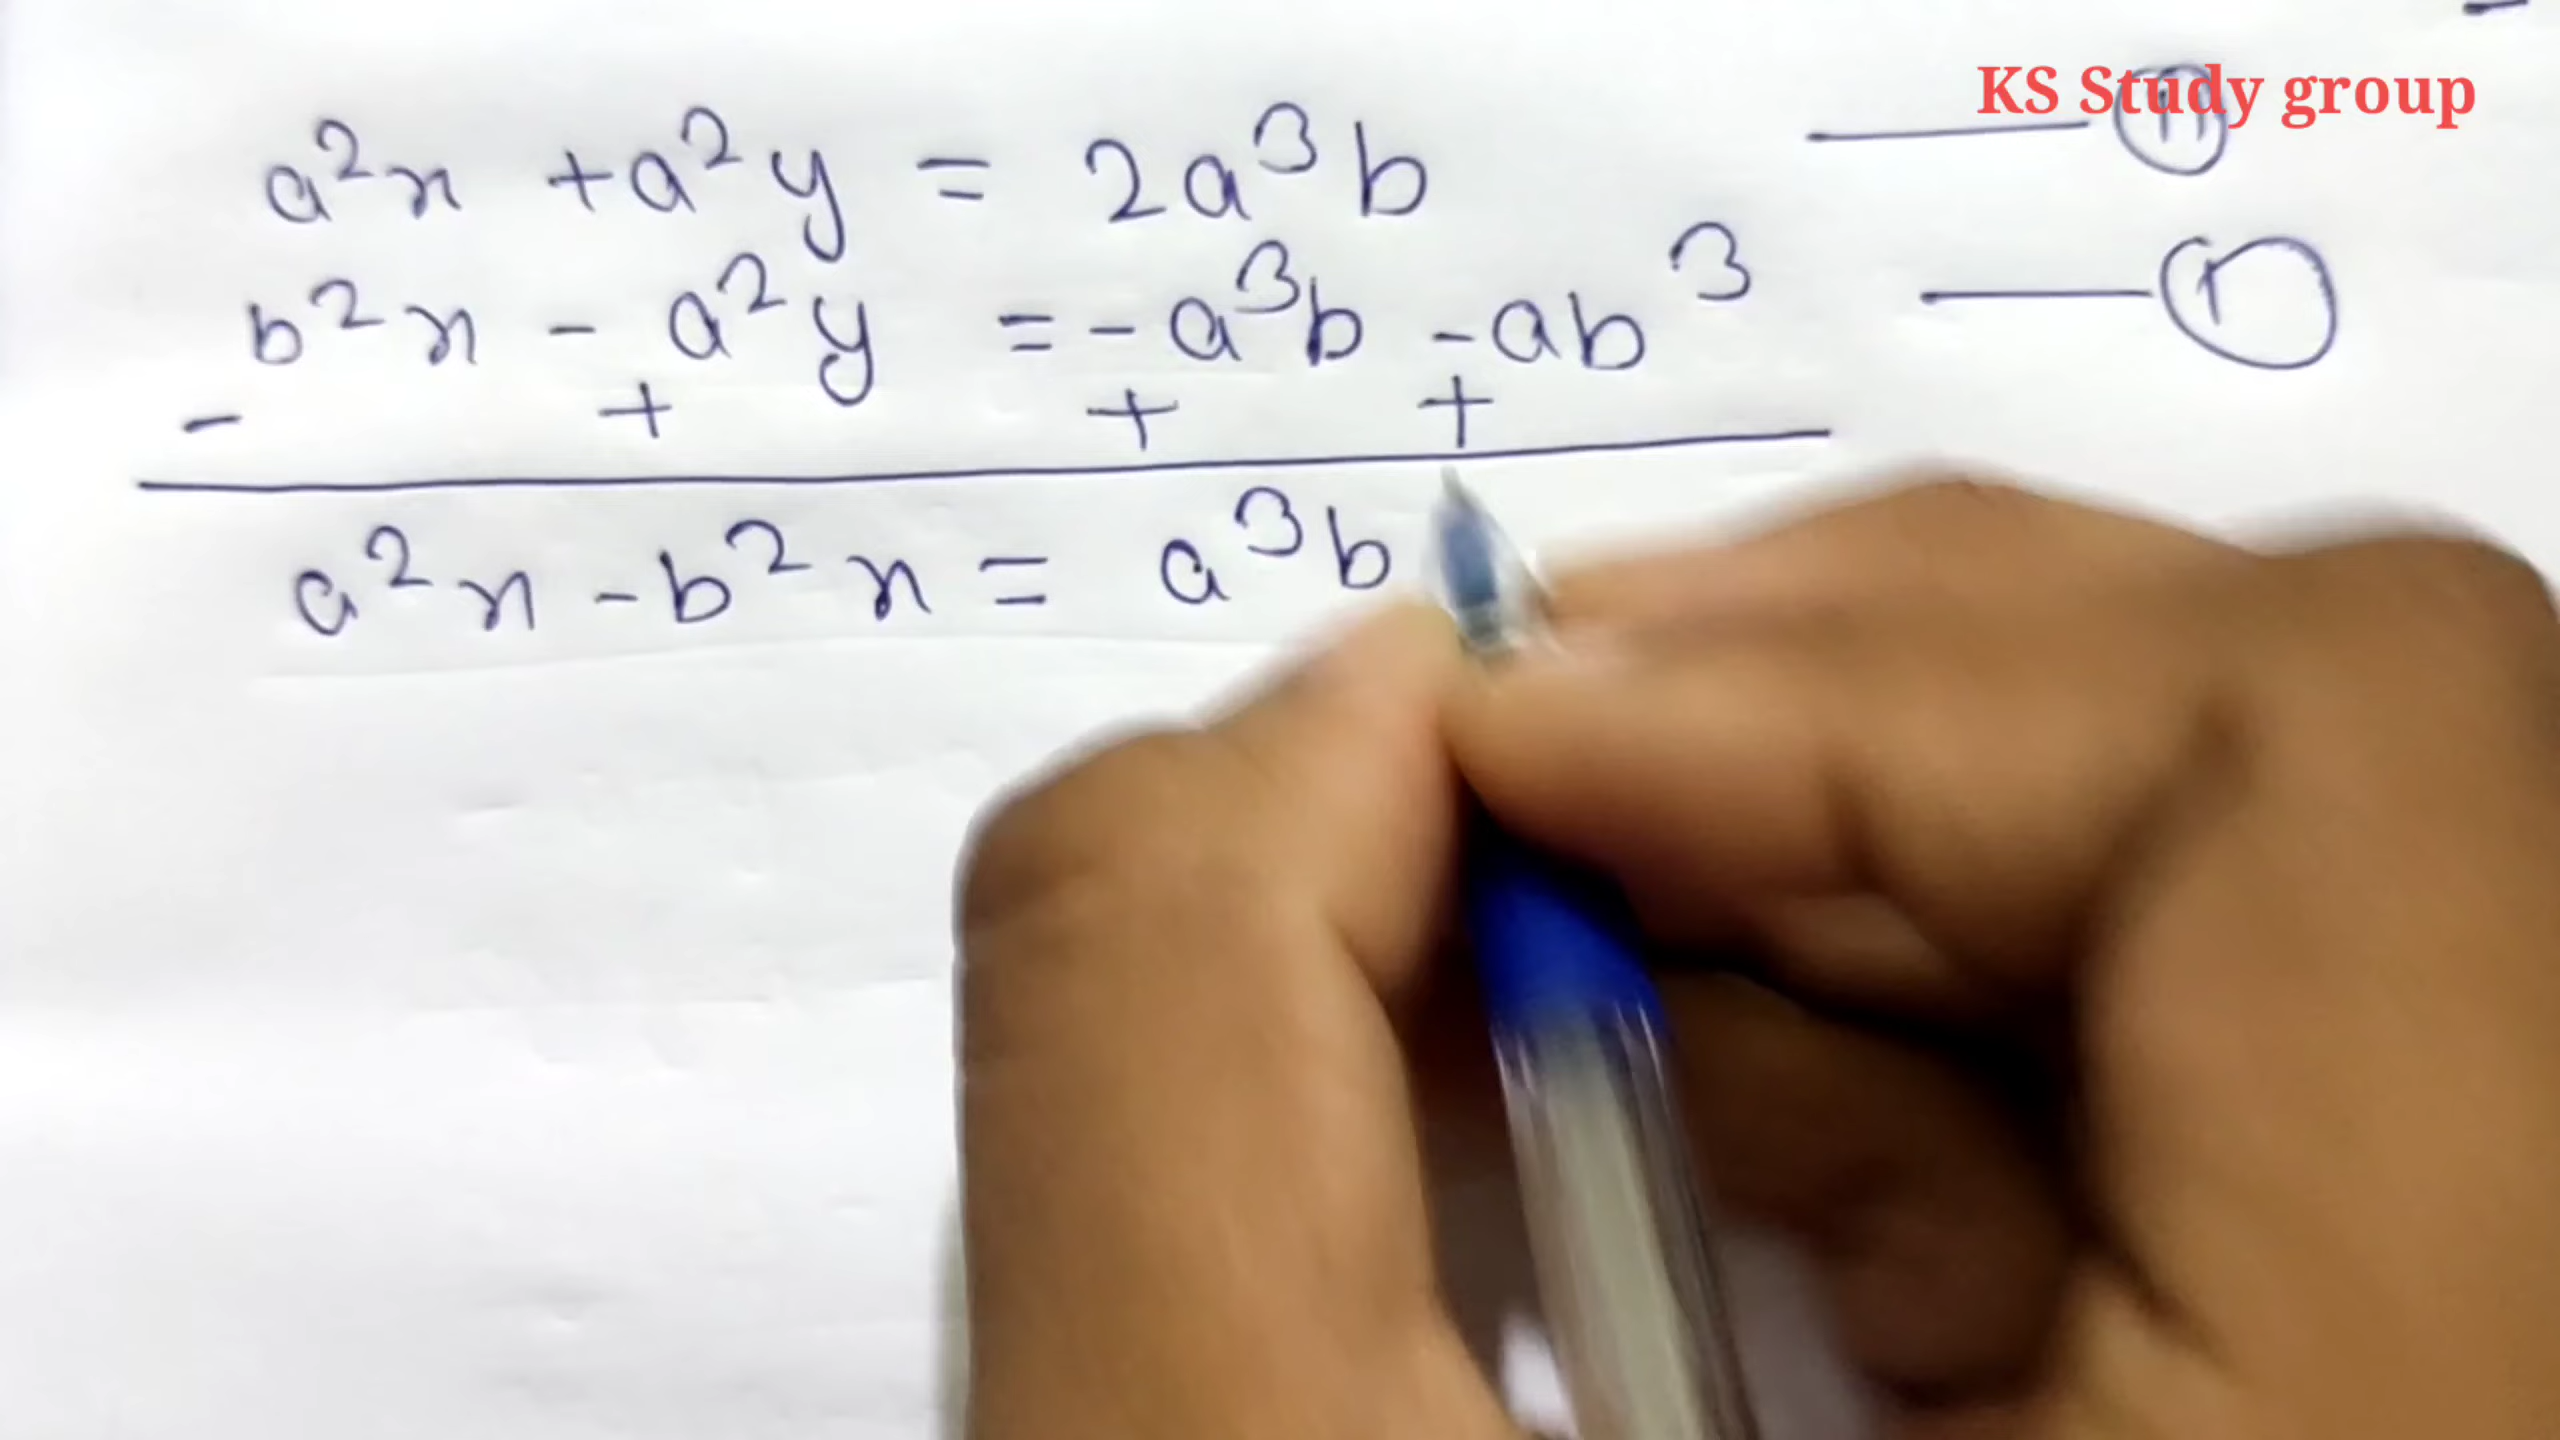 KS Study group
a²x + a²y = 2a³b —— (II)
b²x - a²y = - a³b - ab³ —— (I)
- + + +
a²x - b²x = a³b